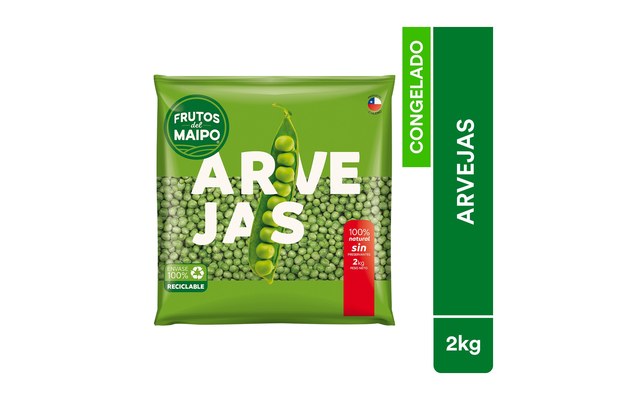 FRUTOS
del
MAIPO
ARVE
JAS
100%
natural
sin
PRESERVANTES
2kg
PESO NETO
ENVASE
100%
RECICLABLE
CONGELADO
ARVEJAS
2kg